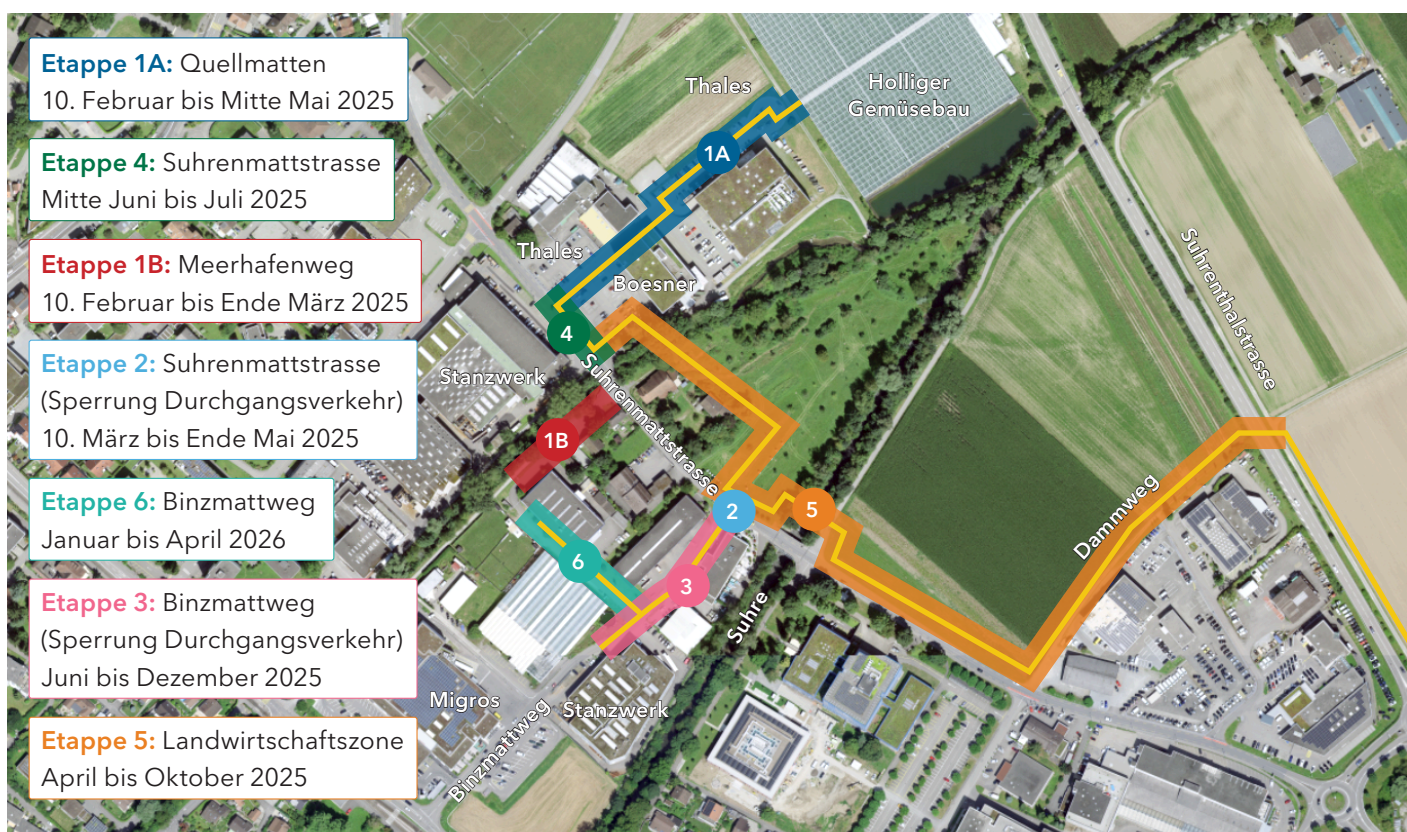 Etappe 1A: Quellmatten
10. Februar bis Mitte Mai 2025
Etappe 4: Suhrenmattstrasse
Mitte Juni bis Juli 2025
Etappe 1B: Meerhafenweg
10. Februar bis Ende März 2025
Etappe 2: Suhrenmattstrasse
(Sperrung Durchgangsverkehr)
10. März bis Ende Mai 2025
Etappe 6: Binzmattweg
Januar bis April 2026
Etappe 3: Binzmattweg
(Sperrung Durchgangsverkehr)
Juni bis Dezember 2025
Etappe 5: Landwirtschaftszone
April bis Oktober 2025
Thales
Holliger
Gemüsebau
1A
Thales
Boesner
4
Stanzwerk
Suhrenmattstrasse
Suhrenthalstrasse
1B
2
5
Dammweg
6
3
Suhre
Migros
Stanzwerk
Binzmattweg